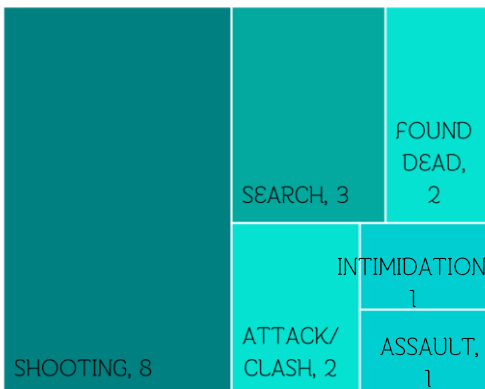 SHOOTING, 8
SEARCH, 3
FOUND
DEAD,
2
ATTACK/
CLASH, 2
INTIMIDATION
1
ASSAULT,
1